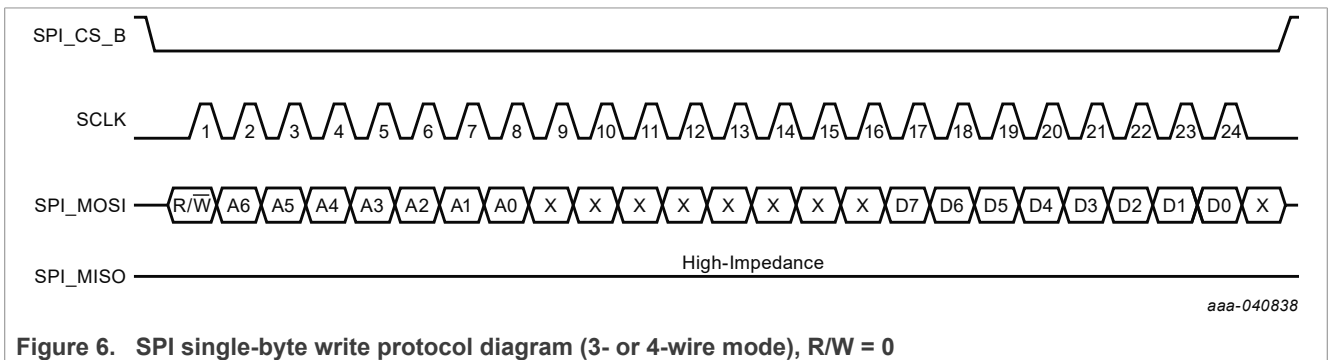 SPI_CS_B
SCLK 1 2 3 4 5 6 7 8 9 10 11 12 13 14 15 16 17 18 19 20 21 22 23 24
SPI_MOSI R/W̅ A6 A5 A4 A3 A2 A1 A0 X X X X X X X X D7 D6 D5 D4 D3 D2 D1 D0 X
High-Impedance
SPI_MISO
aaa-040838
Figure 6. SPI single-byte write protocol diagram (3- or 4-wire mode), R/W = 0